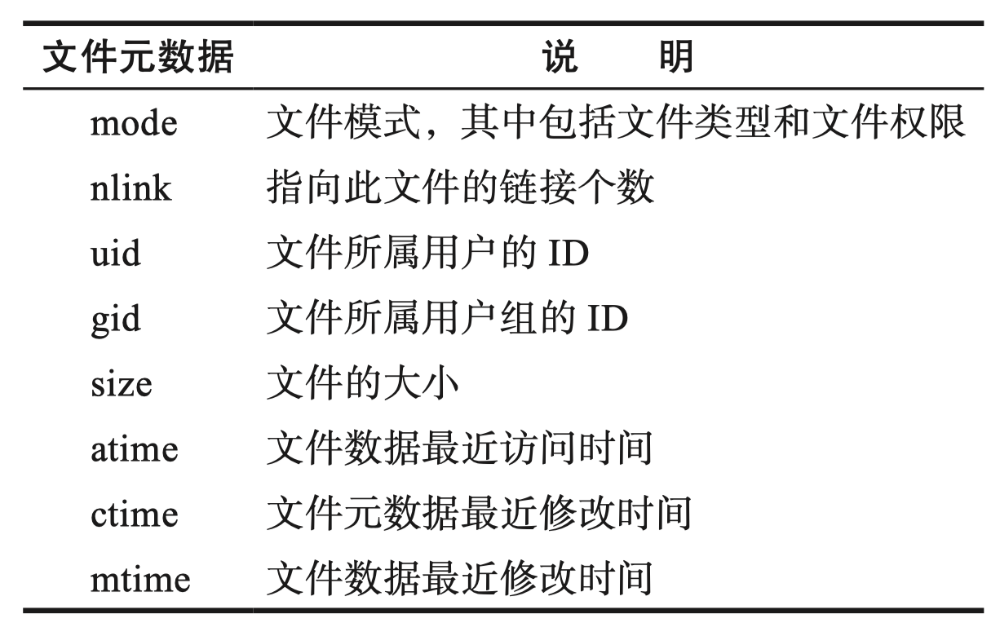 文件元数据 说 明
mode 文件模式，其中包括文件类型和文件权限
nlink 指向此文件的链接个数
uid 文件所属用户的 ID
gid 文件所属用户组的 ID
size 文件的大小
atime 文件数据最近访问时间
ctime 文件元数据最近修改时间
mtime 文件数据最近修改时间